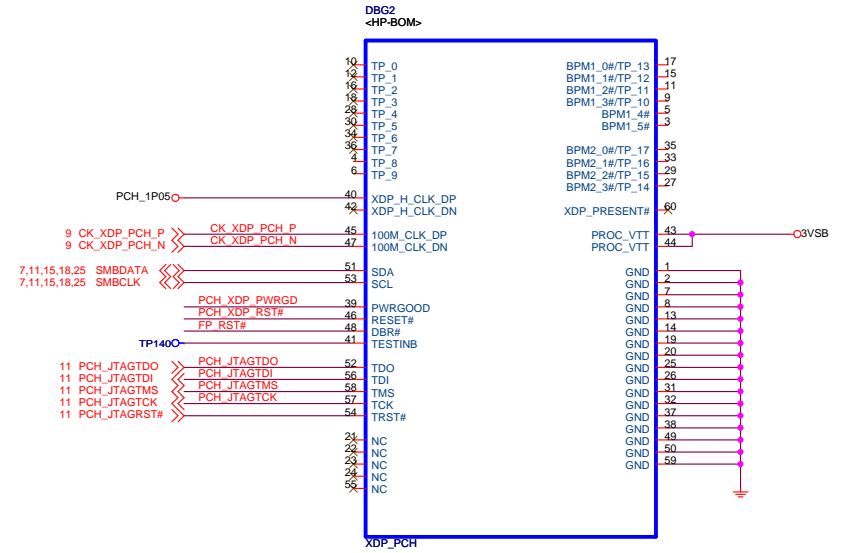 DBG2
<HP-BOM>
10 TP_0 BPM1_0#/TP_13 17
12 TP_1 BPM1_1#/TP_12 15
16 TP_2 BPM1_2#/TP_11 11
18 TP_3 BPM1_3#/TP_10 9
28 TP_4 BPM1_4# 5
30 TP_5 BPM1_5# 3
34 TP_6
36 TP_7 BPM2_0#/TP_17 35
4 TP_8 BPM2_1#/TP_16 33
6 TP_9 BPM2_2#/TP_15 29
BPM2_3#/TP_14 27
PCH_1P05 40 XDP_H_CLK_DP
42 XDP_H_CLK_DN XDP_PRESENT# 60
9 CK_XDP_PCH_P CK_XDP_PCH_P 45 100M_CLK_DP PROC_VTT 43 3VSB
9 CK_XDP_PCH_N CK_XDP_PCH_N 47 100M_CLK_DN PROC_VTT 44
7,11,15,18,25 SMBDATA 51 SDA GND 1
7,11,15,18,25 SMBCLK 53 SCL GND 2
GND 7
PCH_XDP_PWRGD 39 PWRGOOD GND 8
PCH_XDP_RST# 46 RESET# GND 13
FP_RST# 48 DBR# GND 14
TP140 41 TESTINB GND 19
GND 20
PCH_JTAGTDO 52 TDO GND 25
11 PCH_JTAGTDO
11 PCH_JTAGTDI PCH_JTAGTDI 56 TDI GND 26
11 PCH_JTAGTMS PCH_JTAGTMS 58 TMS GND 31
11 PCH_JTAGTCK PCH_JTAGTCK 57 TCK GND 32
11 PCH_JTAGRST# 54 TRST# GND 37
GND 38
21 NC GND 49
22 NC GND 50
23 NC GND 59
24 NC
55 NC
XDP_PCH